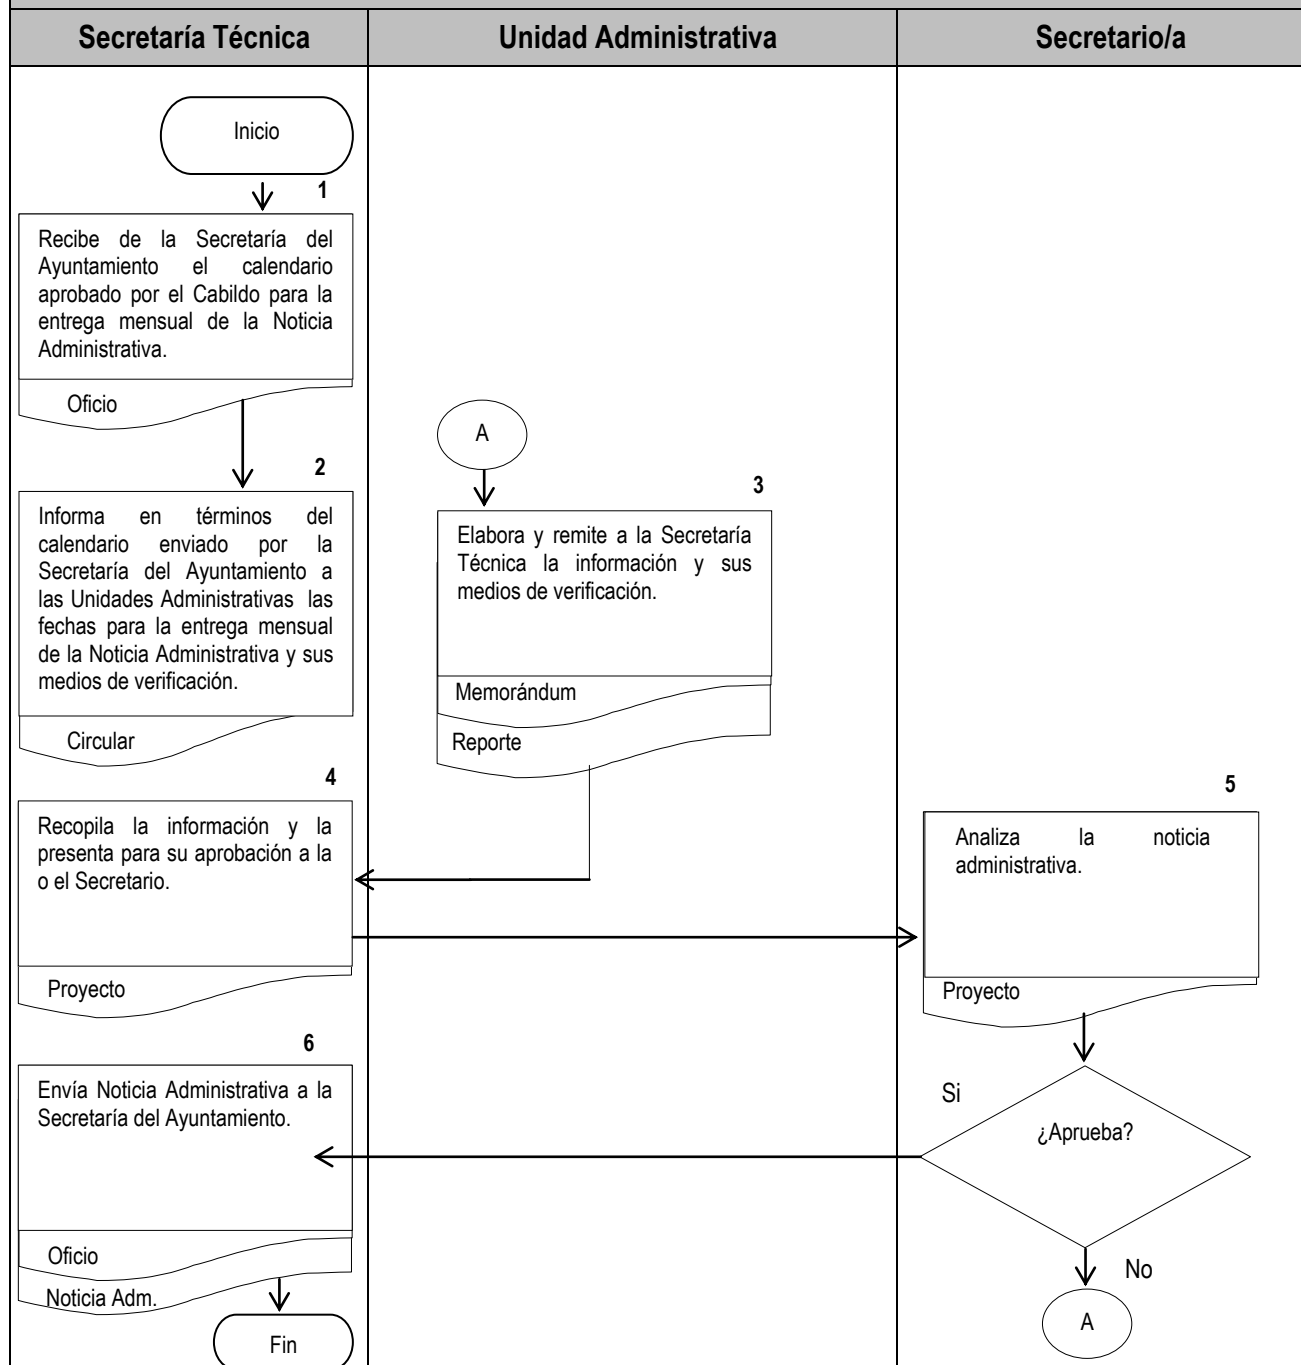 Secretaría Técnica
Unidad Administrativa
Secretario/a
Inicio
1
Recibe de la Secretaría del
Ayuntamiento el calendario
aprobado por el Cabildo para la
entrega mensual de la Noticia
Administrativa.
Oficio
2
Informa en términos del
calendario enviado por la
Secretaría del Ayuntamiento a
las Unidades Administrativas las
fechas para la entrega mensual
de la Noticia Administrativa y sus
medios de verificación.
Circular
A
3
Elabora y remite a la Secretaría
Técnica la información y sus
medios de verificación.
Memorándum
Reporte
4
Recopila la información y la
presenta para su aprobación a la
o el Secretario.
Proyecto
5
Analiza la noticia
administrativa.
Proyecto
Si
¿Aprueba?
No
A
6
Envía Noticia Administrativa a la
Secretaría del Ayuntamiento.
Oficio
Noticia Adm.
Fin